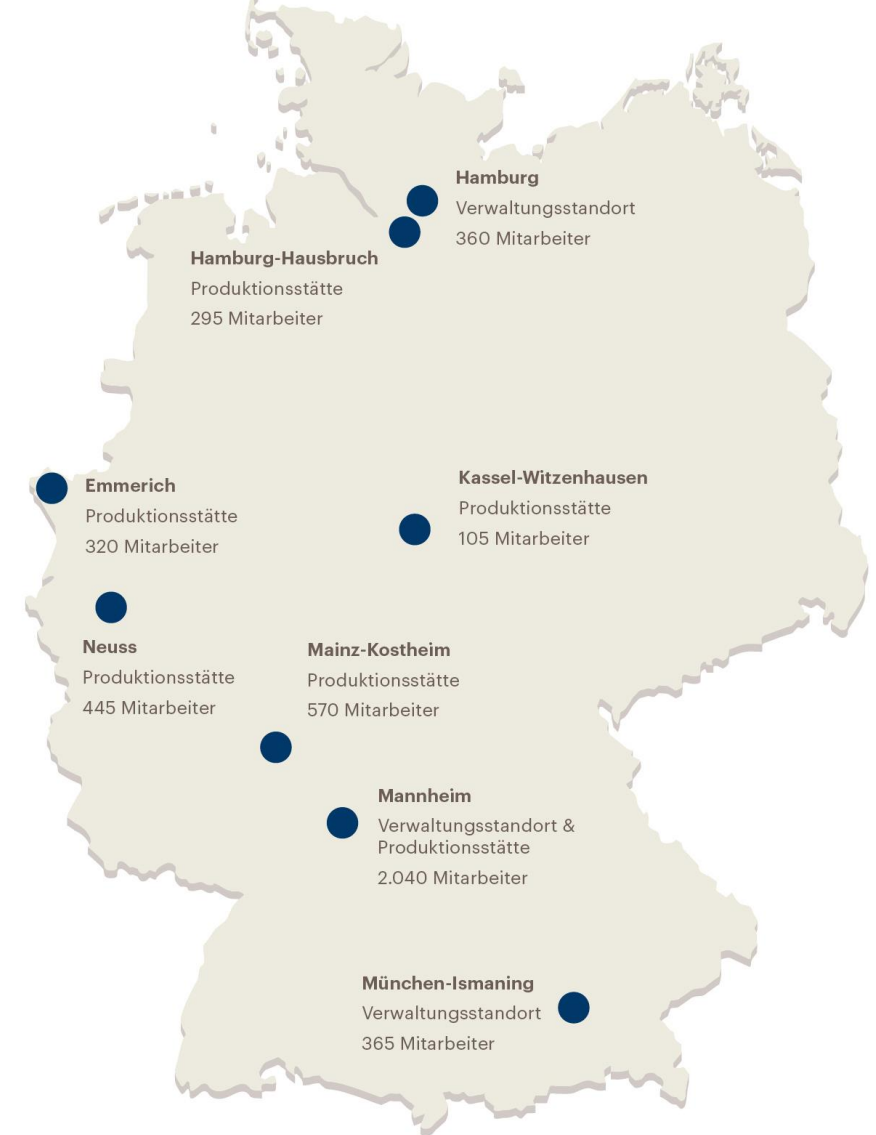 Hamburg
Verwaltungsstandort
360 Mitarbeiter
Hamburg-Hausbruch
Produktionsstätte
295 Mitarbeiter
Emmerich
Produktionsstätte
320 Mitarbeiter
Kassel-Witzenhausen
Produktionsstätte
105 Mitarbeiter
Neuss
Produktionsstätte
445 Mitarbeiter
Mainz-Kostheim
Produktionsstätte
570 Mitarbeiter
Mannheim
Verwaltungsstandort &
Produktionsstätte
2.040 Mitarbeiter
München-Ismaning
Verwaltungsstandort
365 Mitarbeiter